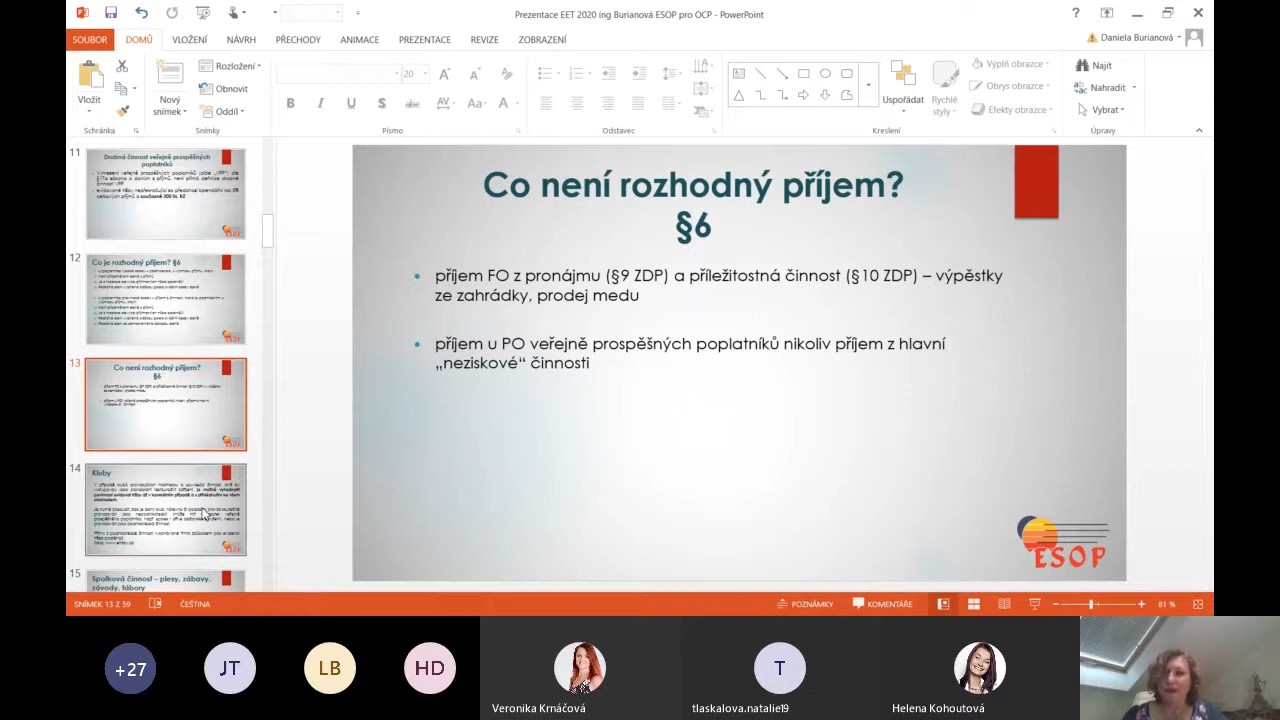 Prezentace EET 2020 ing Burianová ESOP pro OCP - PowerPoint
SOUBOR DOMŮ VLOŽENÍ NÁVRH PŘECHODY ANIMACE PREZENTACE REVIZE ZOBRAZENÍ Daniela Burianová
Vložit
Nový snímek
Rozložení
Obnovit
Oddíl
20
Uspořádat
Rychlé styly
Výplň obrazce
Obrys obrazce
Efekty obrazce
Najít
Nahradit
Vybrat
Schránka Snímky Písmo Odstavec Kreslení Úpravy
11
Drobná činnost veřejně prospěšných
poplatníků
12
Co je rozhodný příjem? §6
13
Co není rozhodný příjem?
§6
14
Kluby
15
Spolková činnost – plesy, zábavy,
závody, tábory
Co není rozhodný příjem?
§6
• příjem FO z pronájmu (§9 ZDP) a příležitostná činnost (§10 ZDP) – výpěstky
ze zahrádky, prodej medu
• příjem u PO veřejně prospěšných poplatníků nikoliv příjem z hlavní
„neziskové“ činnosti
ESOP
SNÍMEK 13 Z 59 ČEŠTINA POZNÁMKY KOMENTÁŘE 81 %
+27 JT LB HD T
Veronika Krnáčová tlaskalova.natalie19 Helena Kohoutová